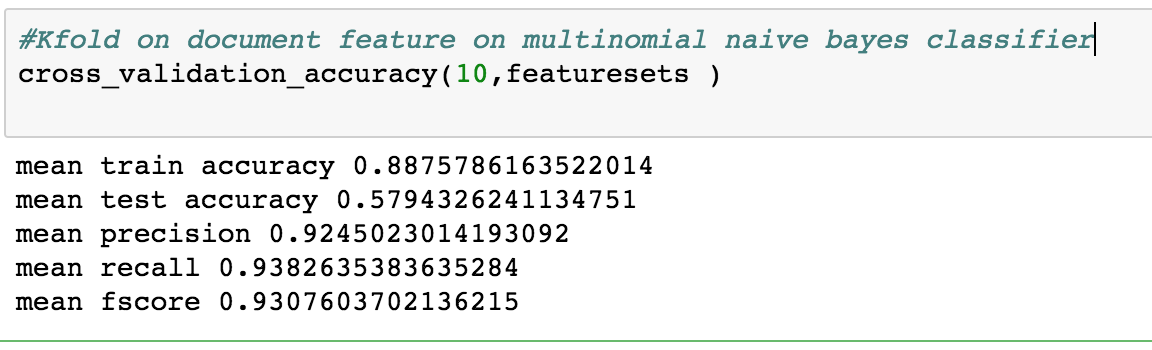 #Kfold on document feature on multinomial naive bayes classifier
cross_validation_accuracy(10,featuresets )
mean train accuracy 0.8875786163522014
mean test accuracy 0.5794326241134751
mean precision 0.9245023014193092
mean recall 0.9382635383635284
mean fscore 0.9307603702136215